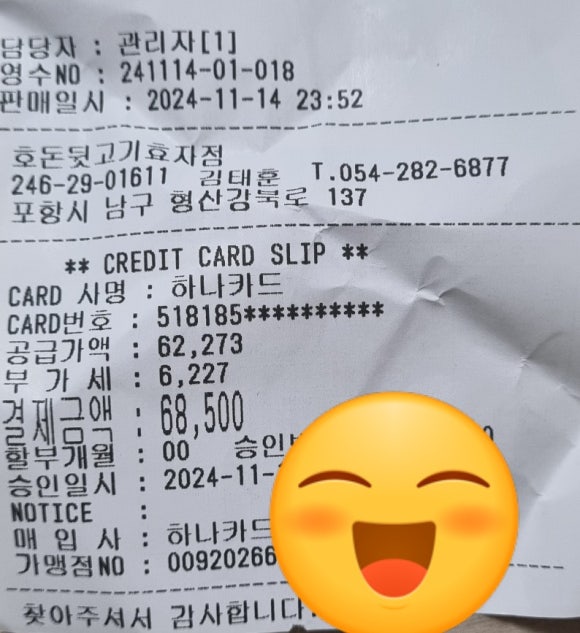 담당자 : 관리자[1]
영수NO : 241114-01-018
판매일시 : 2024-11-14 23:52
호돈뒷고기효자점
246-29-01611 김태훈 T.054-282-6877
포항시 남구 형산강북로 137
** CREDIT CARD SLIP **
CARD 사명 : 하나카드
CARD번호 : 518185**********
공급가액 : 62,273
부 가 세 : 6,227
결제금액 : 68,500
할부개월 : 00
승인일시 : 2024-11-
NOTICE :
매 입 사 : 하나카드
가맹점NO : 00920266
찾아주셔서 감사합니다.